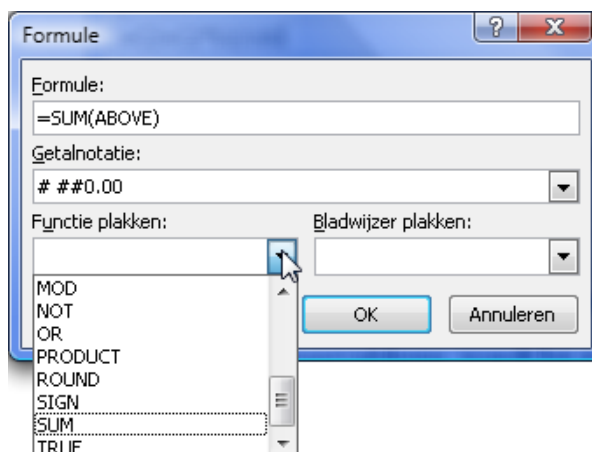 Formule
Formule:
=SUM(ABOVE)
Getalnotatie:
# ##0.00
Functie plakken:
Bladwijzer plakken:
MOD
NOT
OR
PRODUCT
ROUND
SIGN
SUM
TRUE
OK
Annuleren